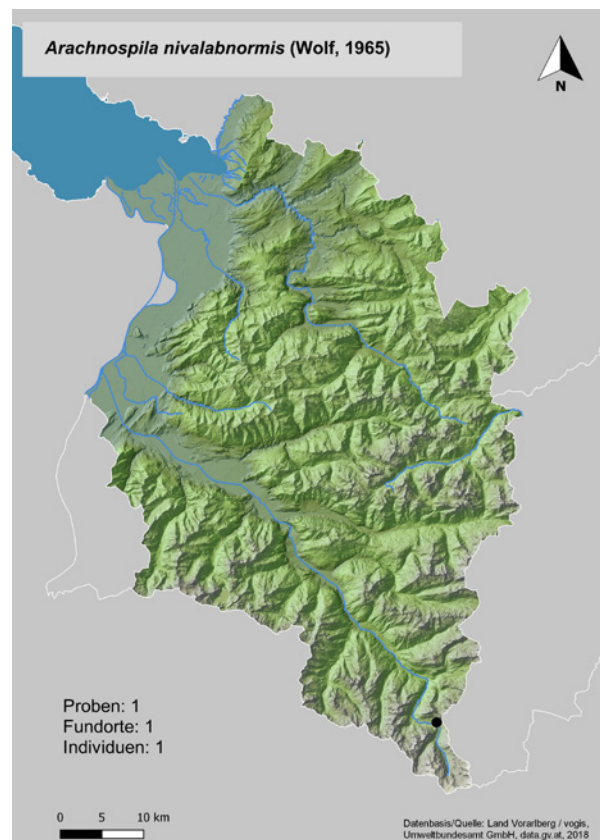 Arachnospila nivalabnormis (Wolf, 1965)
N
Proben: 1
Fundorte: 1
Individuen: 1
0 5 10 km
Datenbasis/Quelle: Land Vorarlberg / vogis,
Umweltbundesamt GmbH, data.gv.at, 2018